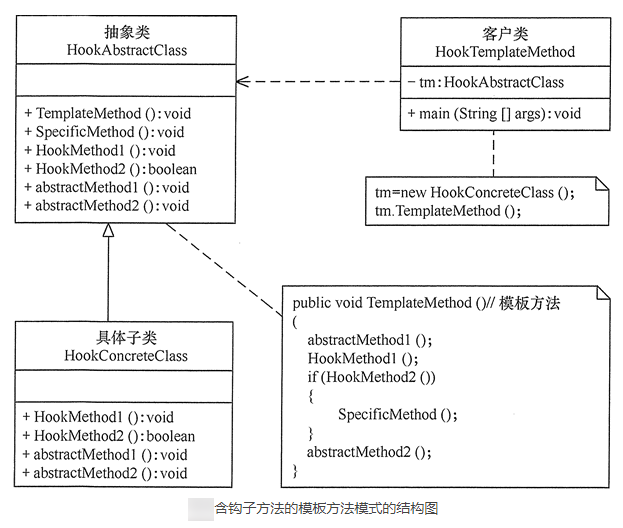 抽象类
HookAbstractClass
+ TemplateMethod (): void
+ SpecificMethod (): void
+ HookMethod1 (): void
+ HookMethod2 (): boolean
+ abstractMethod1 (): void
+ abstractMethod2 (): void
客户类
HookTemplateMethod
- tm: HookAbstractClass
+ main (String [] args): void
tm=new HookConcreteClass ();
tm.TemplateMethod ();
具体子类
HookConcreteClass
+ HookMethod1 (): void
+ HookMethod2 (): boolean
+ abstractMethod1 (): void
+ abstractMethod2 (): void
public void TemplateMethod ()// 模板方法
(
abstractMethod1 ();
HookMethod1 ();
if (HookMethod2 ())
{
SpecificMethod ();
}
abstractMethod2 ();
}
含钩子方法的模板方法模式的结构图